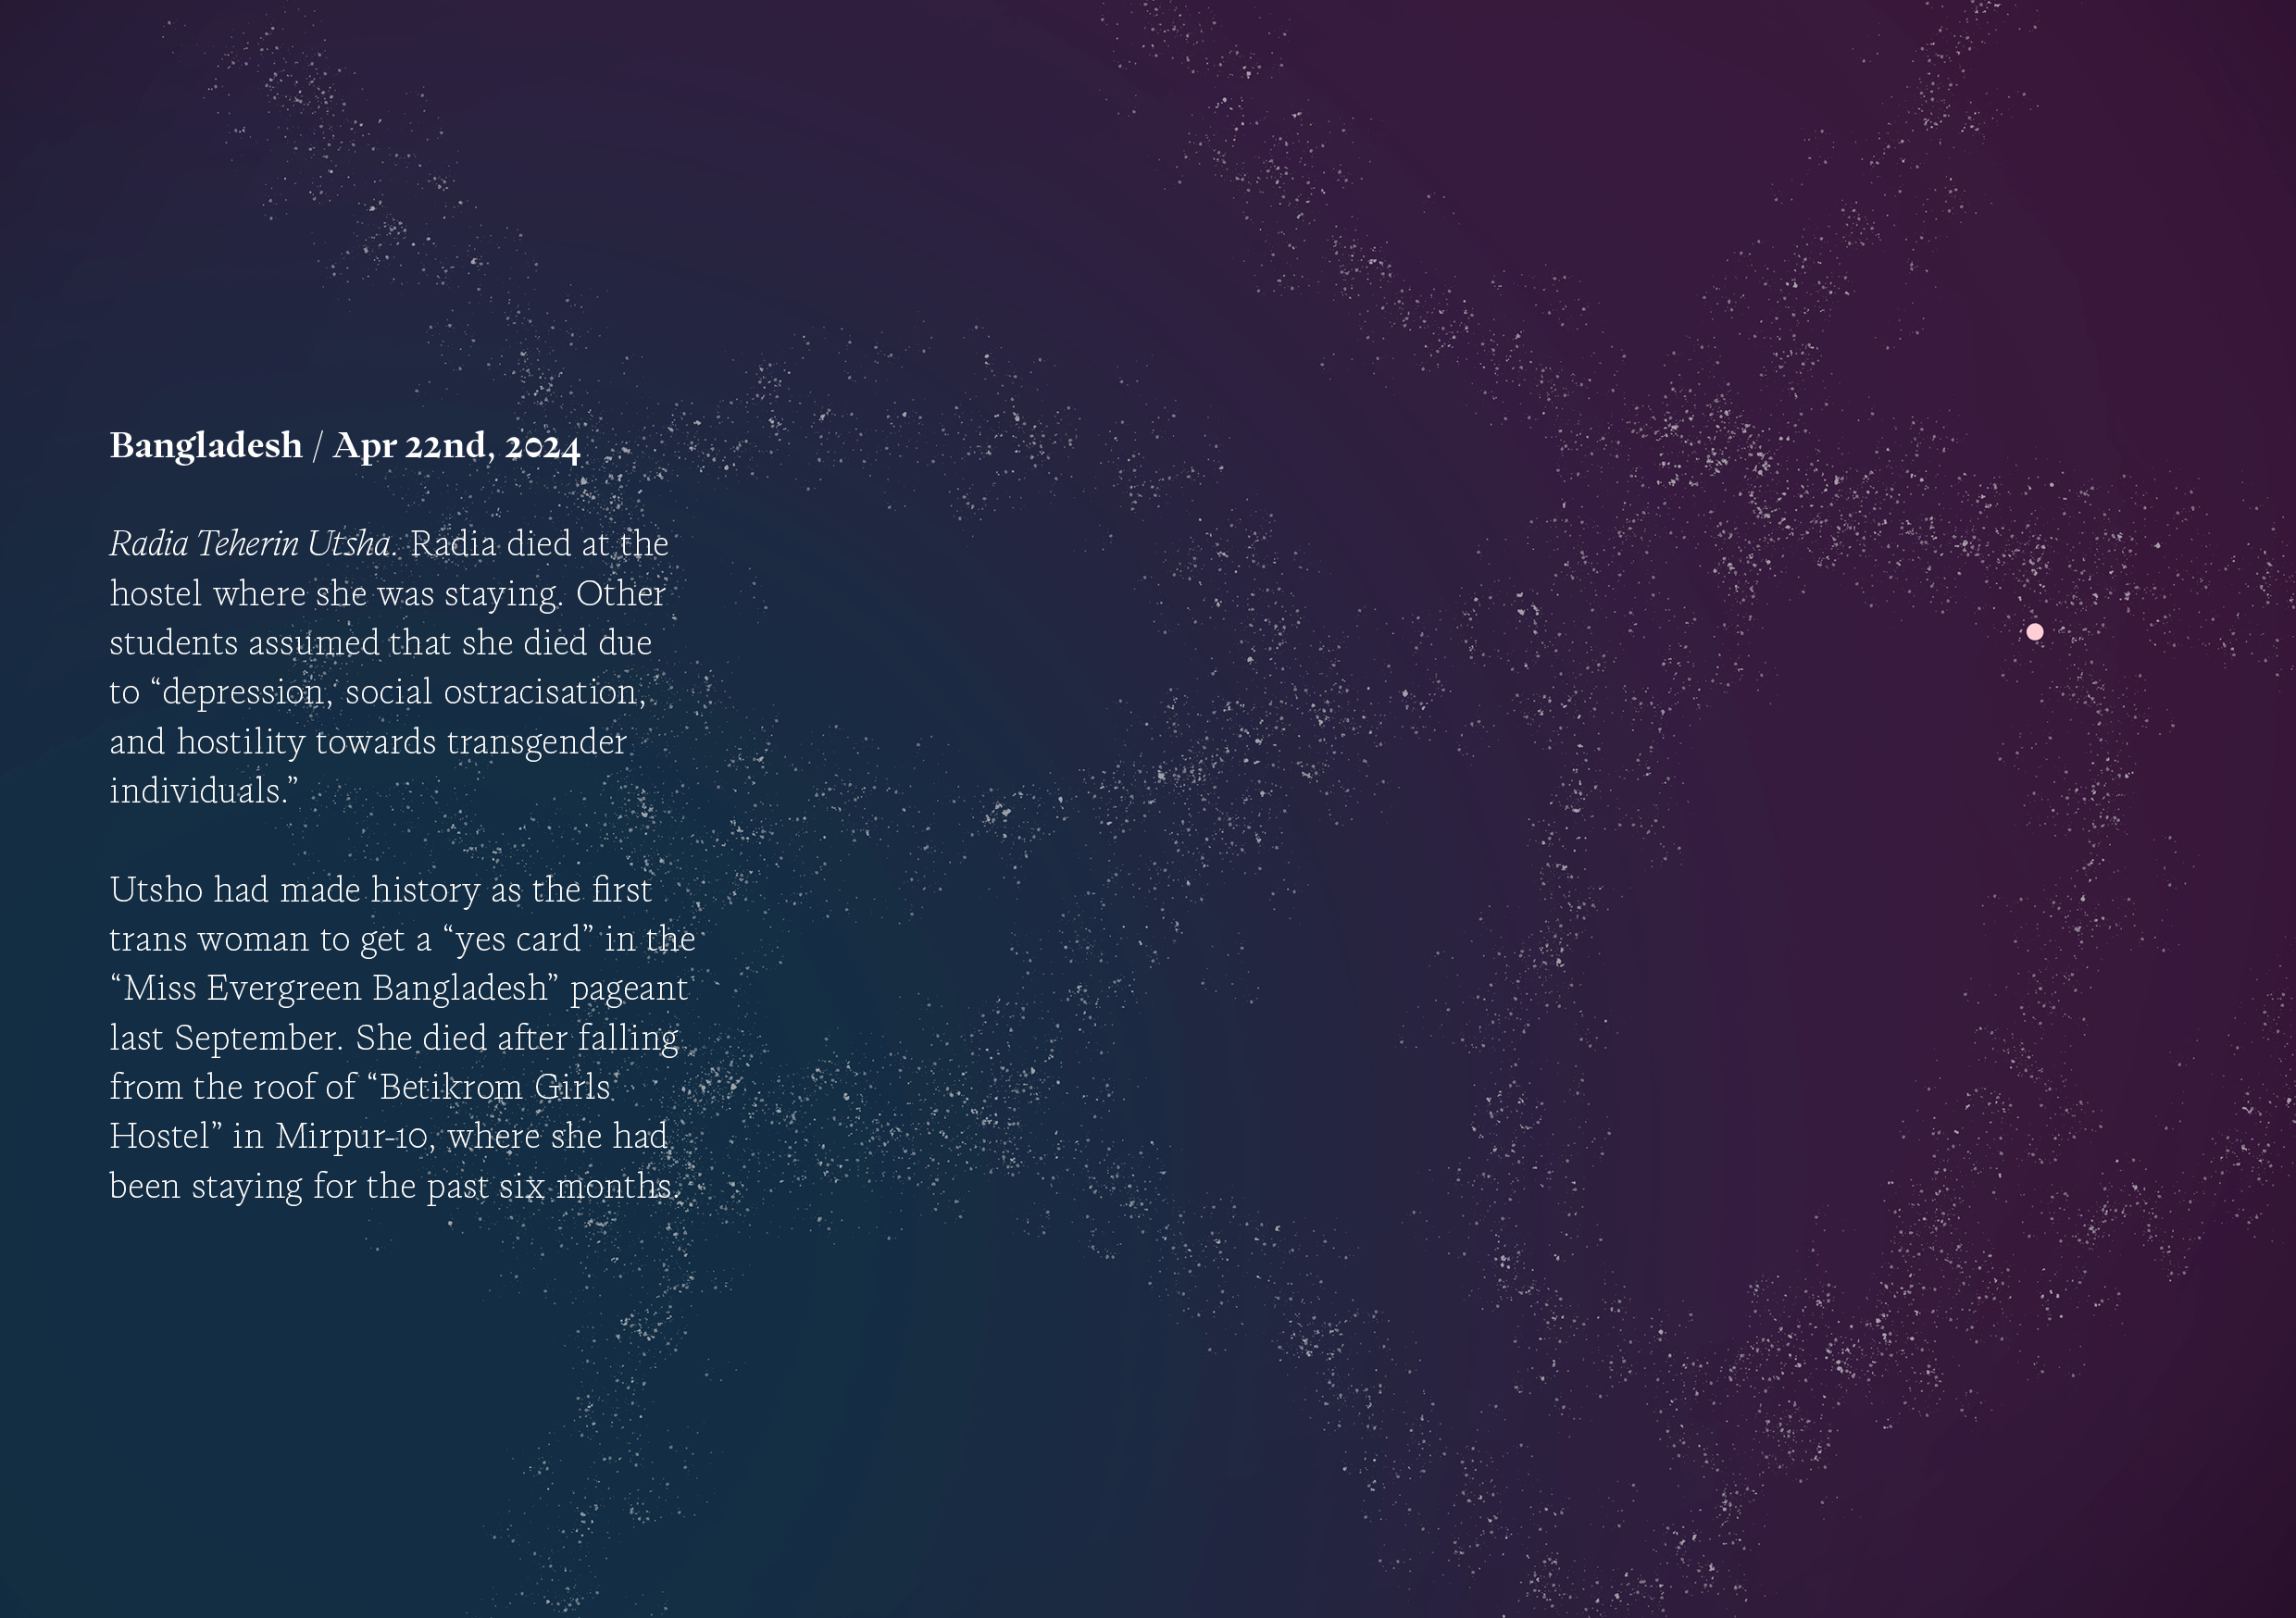 Bangladesh / Apr 22nd, 2024
Radia Teherin Utsha. Radia died at the
hostel where she was staying. Other
students assumed that she died due
to “depression, social ostracisation,
and hostility towards transgender
individuals.”
Utsho had made history as the first
trans woman to get a “yes card” in the
“Miss Evergreen Bangladesh” pageant
last September. She died after falling
from the roof of “Betikrom Girls
Hostel” in Mirpur-10, where she had
been staying for the past six months.